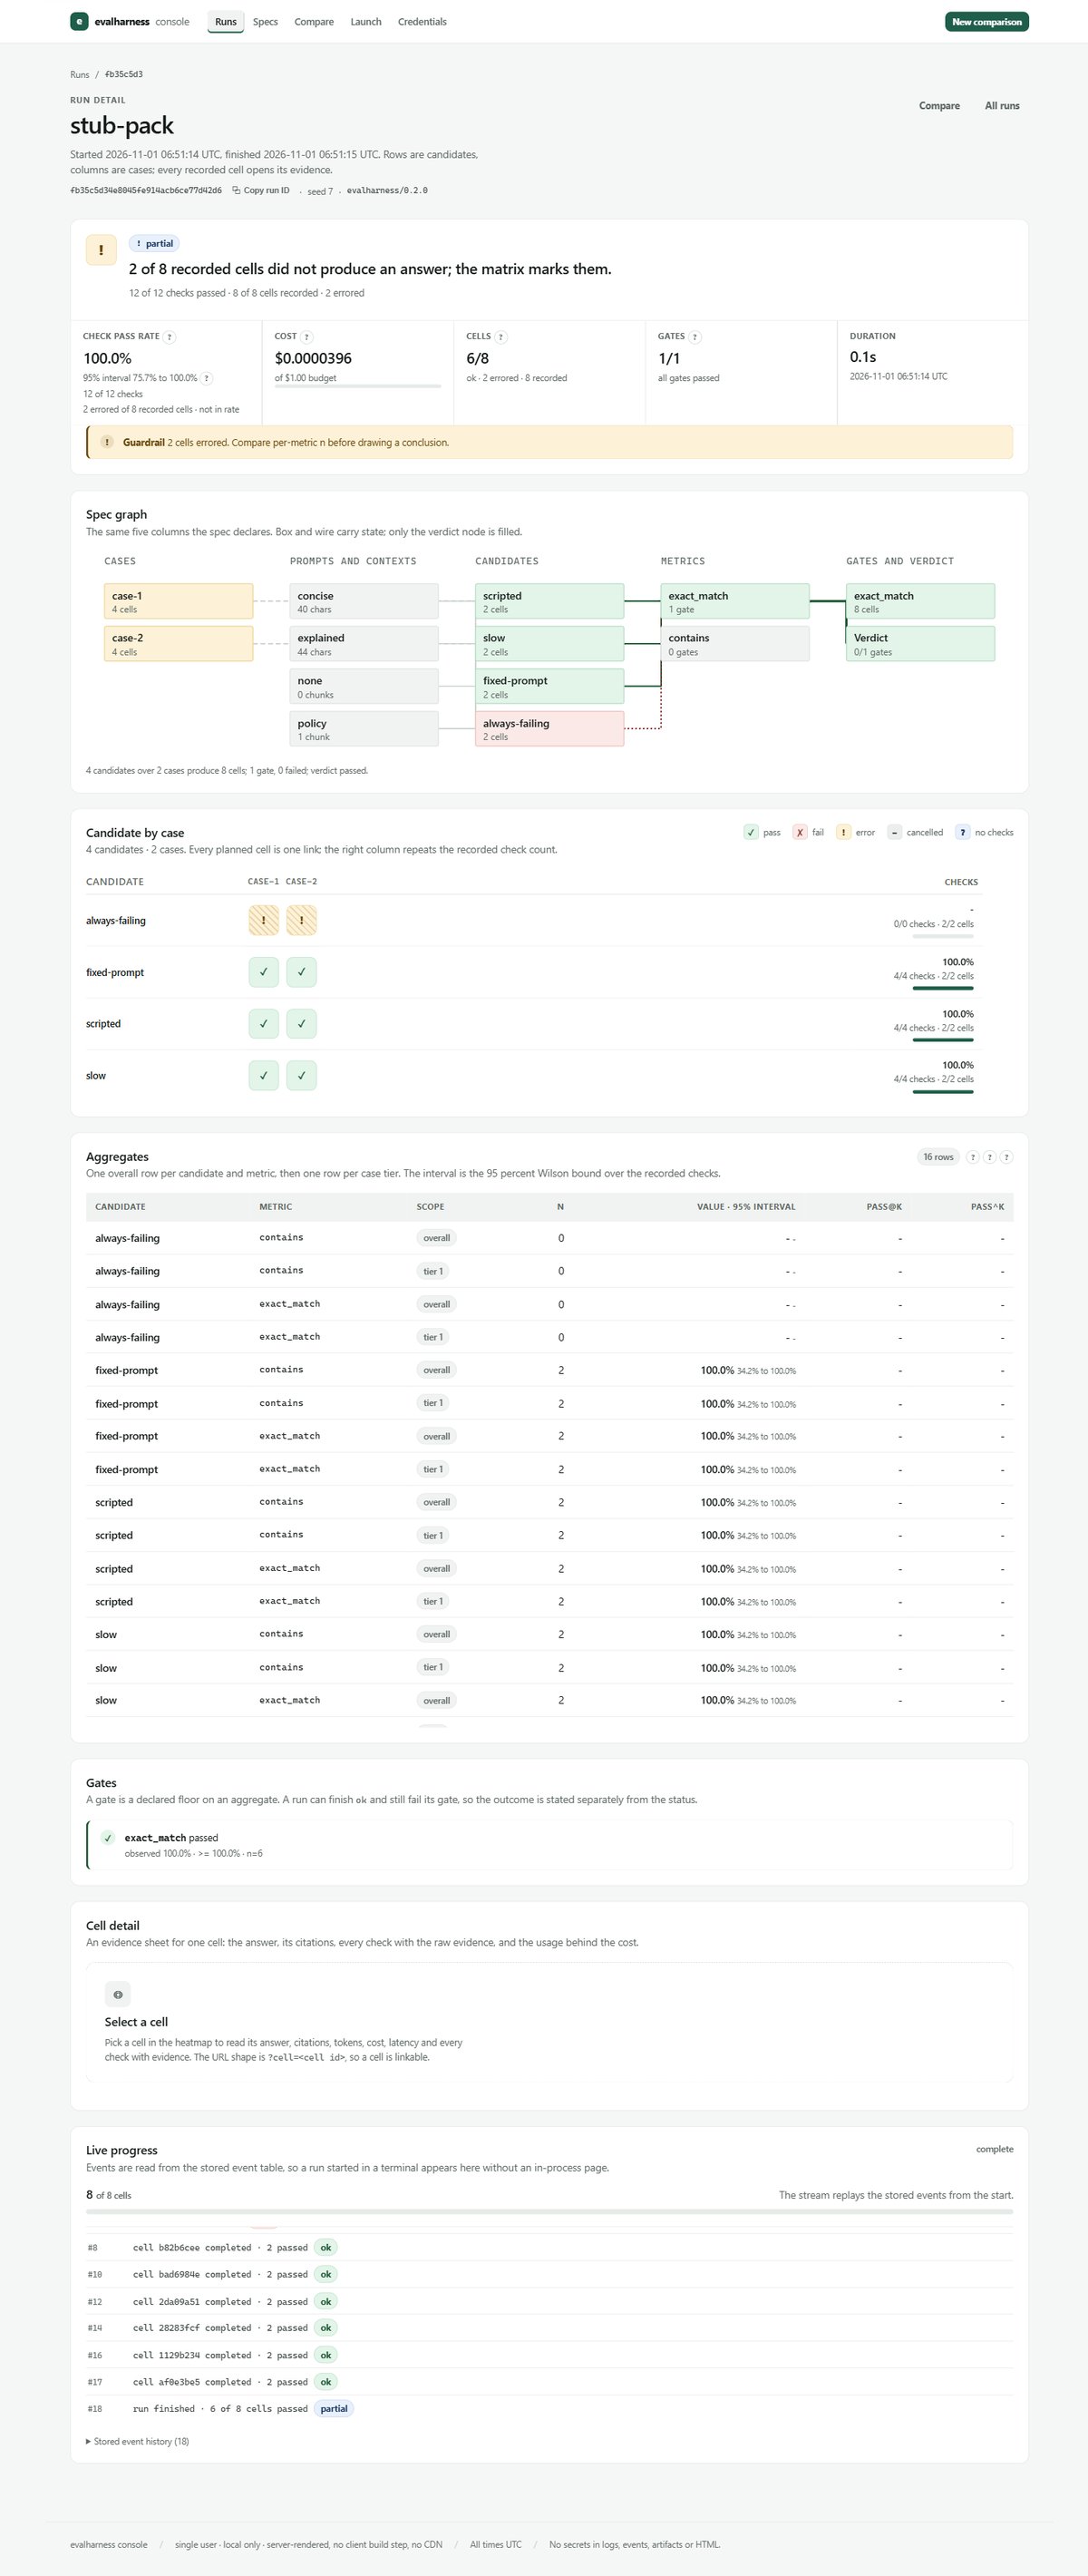 e evalharness console Runs Specs Compare Launch Credentials New comparison
Runs / fb35c5d3
RUN DETAIL
Compare All runs
stub-pack
Started 2026-11-01 06:51:14 UTC, finished 2026-11-01 06:51:15 UTC. Rows are candidates,
columns are cases; every recorded cell opens its evidence.
fb35c5d34e8045fe914acb6ce77d42d6 Copy run ID · seed 7 · evalharness/0.2.0
! ! partial
2 of 8 recorded cells did not produce an answer; the matrix marks them.
12 of 12 checks passed · 8 of 8 cells recorded · 2 errored
CHECK PASS RATE ? COST ? CELLS ? GATES ? DURATION
100.0% $0.0000396 6/8 1/1 0.1s
95% interval 75.7% to 100.0% ? of $1.00 budget ok · 2 errored · 8 recorded all gates passed 2026-11-01 06:51:14 UTC
12 of 12 checks
2 errored of 8 recorded cells · not in rate
! Guardrail 2 cells errored. Compare per-metric n before drawing a conclusion.
Spec graph
The same five columns the spec declares. Box and wire carry state; only the verdict node is filled.
CASES PROMPTS AND CONTEXTS CANDIDATES METRICS GATES AND VERDICT
case-1 concise scripted exact_match exact_match
4 cells 40 chars 2 cells 1 gate 8 cells
case-2 explained slow contains Verdict
4 cells 44 chars 2 cells 0 gates 0/1 gates
none fixed-prompt
0 chunks 2 cells
policy always-failing
1 chunk 2 cells
4 candidates over 2 cases produce 8 cells; 1 gate, 0 failed; verdict passed.
Candidate by case ✓ pass ✗ fail ! error – cancelled ? no checks
4 candidates · 2 cases. Every planned cell is one link; the right column repeats the recorded check count.
CANDIDATE CASE-1 CASE-2 CHECKS
always-failing ! ! -
0/0 checks · 2/2 cells
fixed-prompt ✓ ✓ 100.0%
4/4 checks · 2/2 cells
scripted ✓ ✓ 100.0%
4/4 checks · 2/2 cells
slow ✓ ✓ 100.0%
4/4 checks · 2/2 cells
Aggregates 16 rows ? ? ?
One overall row per candidate and metric, then one row per case tier. The interval is the 95 percent Wilson bound over the recorded checks.
CANDIDATE METRIC SCOPE N VALUE · 95% INTERVAL PASS@K PASS^K
always-failing contains overall 0 - - - -
always-failing contains tier 1 0 - - - -
always-failing exact_match overall 0 - - - -
always-failing exact_match tier 1 0 - - - -
fixed-prompt contains overall 2 100.0% 34.2% to 100.0% - -
fixed-prompt contains tier 1 2 100.0% 34.2% to 100.0% - -
fixed-prompt exact_match overall 2 100.0% 34.2% to 100.0% - -
fixed-prompt exact_match tier 1 2 100.0% 34.2% to 100.0% - -
scripted contains overall 2 100.0% 34.2% to 100.0% - -
scripted contains tier 1 2 100.0% 34.2% to 100.0% - -
scripted exact_match overall 2 100.0% 34.2% to 100.0% - -
scripted exact_match tier 1 2 100.0% 34.2% to 100.0% - -
slow contains overall 2 100.0% 34.2% to 100.0% - -
slow contains tier 1 2 100.0% 34.2% to 100.0% - -
slow exact_match overall 2 100.0% 34.2% to 100.0% - -
Gates
A gate is a declared floor on an aggregate. A run can finish ok and still fail its gate, so the outcome is stated separately from the status.
✓ exact_match passed
observed 100.0% · >= 100.0% · n=6
Cell detail
An evidence sheet for one cell: the answer, its citations, every check with the raw evidence, and the usage behind the cost.
Select a cell
Pick a cell in the heatmap to read its answer, citations, tokens, cost, latency and every
check with evidence. The URL shape is ?cell=<cell id>, so a cell is linkable.
Live progress complete
Events are read from the stored event table, so a run started in a terminal appears here without an in-process page.
8 of 8 cells The stream replays the stored events from the start.
#8 cell b82b6cee completed · 2 passed ok
#10 cell bad6984e completed · 2 passed ok
#12 cell 2da09a51 completed · 2 passed ok
#14 cell 28283fcf completed · 2 passed ok
#16 cell 1129b234 completed · 2 passed ok
#17 cell af0e3be5 completed · 2 passed ok
#18 run finished · 6 of 8 cells passed partial
▶ Stored event history (18)
evalharness console / single user · local only · server-rendered, no client build step, no CDN / All times UTC / No secrets in logs, events, artifacts or HTML.